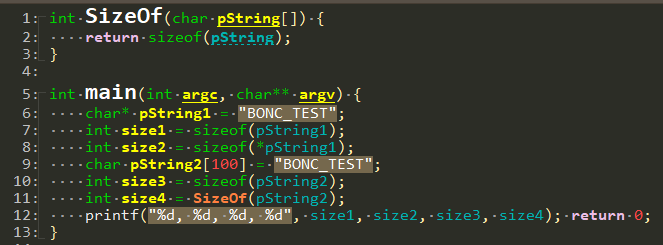 1: int SizeOf(char pString[]) {
2: return sizeof(pString);
3: }
4:
5: int main(int argc, char** argv) {
6: char* pString1 = "BONC_TEST";
7: int size1 = sizeof(pString1);
8: int size2 = sizeof(*pString1);
9: char pString2[100] = "BONC_TEST";
10: int size3 = sizeof(pString2);
11: int size4 = SizeOf(pString2);
12: printf("%d, %d, %d, %d", size1, size2, size3, size4); return 0;
13: }